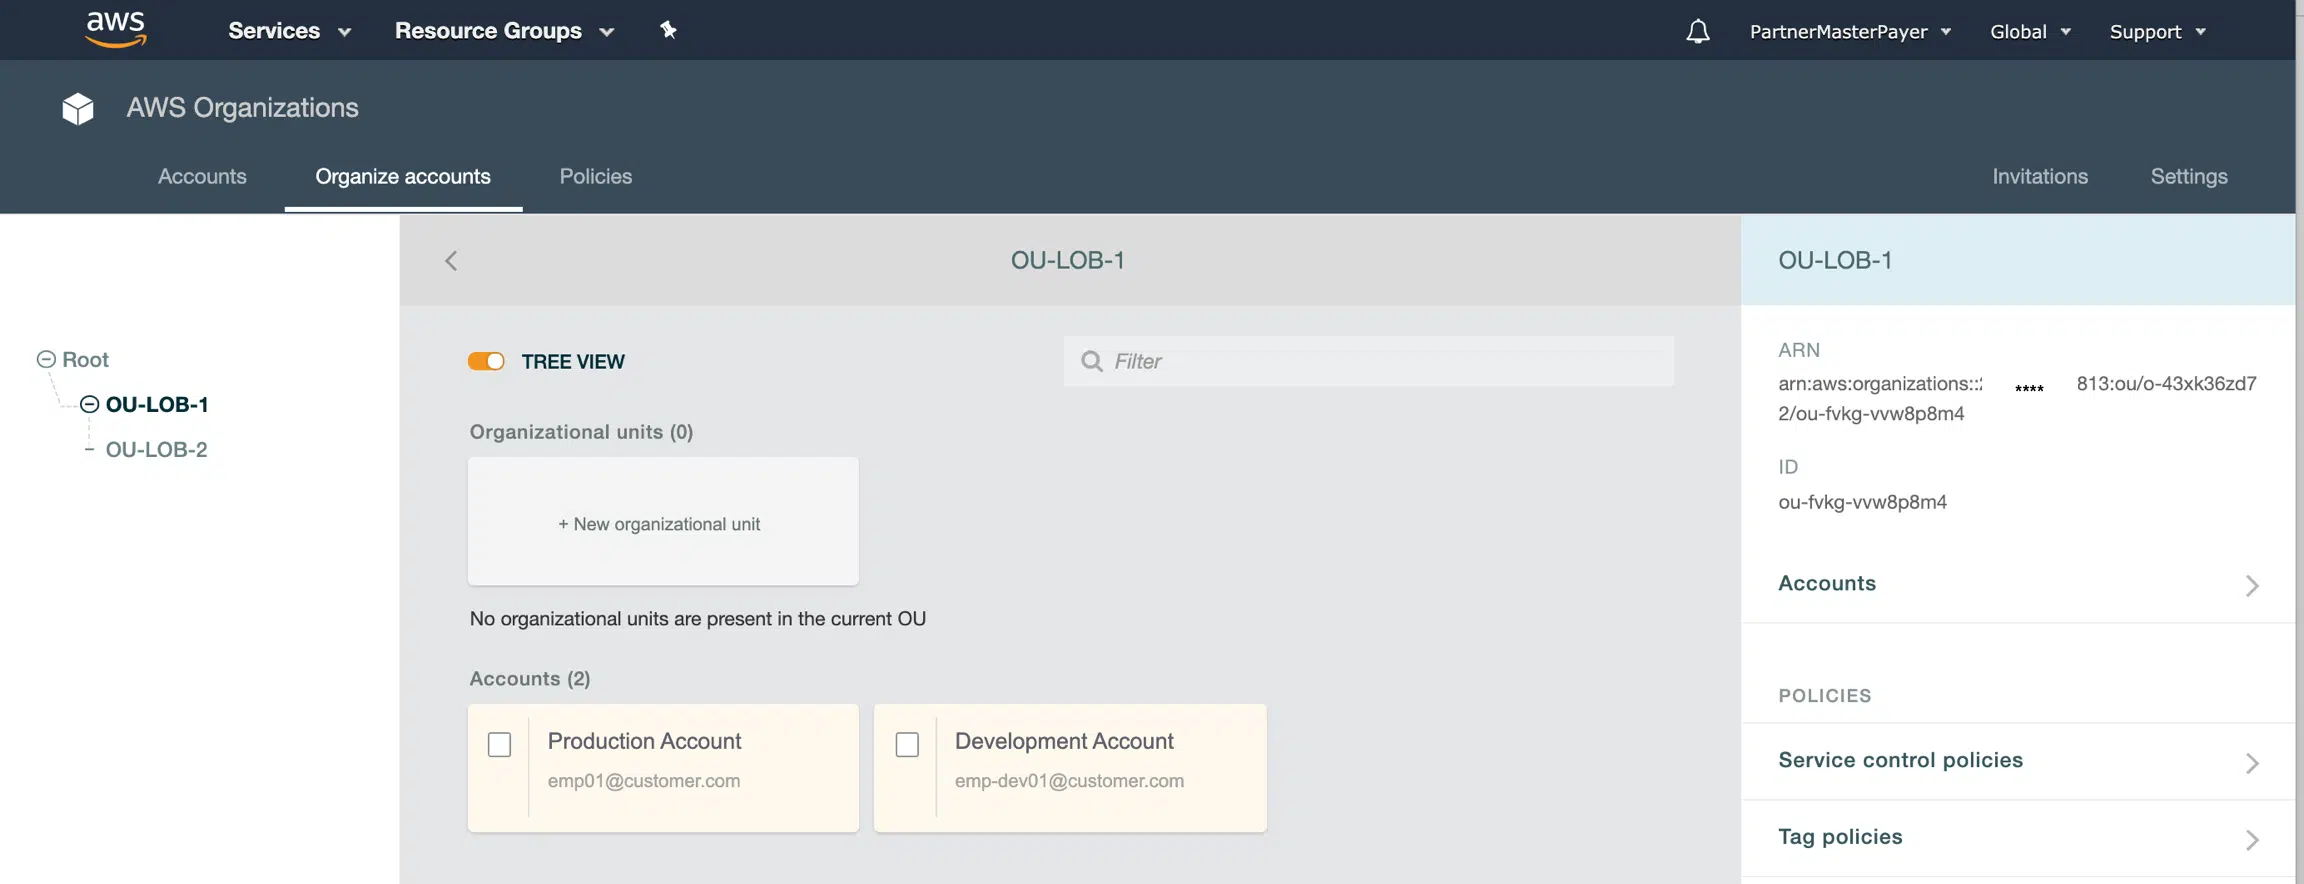 aws Services Resource Groups PartnerMasterPayer Global Support
AWS Organizations
Accounts Organize accounts Policies Invitations Settings
OU-LOB-1
OU-LOB-1
Root
OU-LOB-1
OU-LOB-2
TREE VIEW
Filter
Organizational units (0)
+ New organizational unit
No organizational units are present in the current OU
Accounts (2)
Production Account
emp01@customer.com
Development Account
emp-dev01@customer.com
ARN
arn:aws:organizations:: **** 813:ou/o-43xk36zd7
2/ou-fvkg-vvw8p8m4
ID
ou-fvkg-vvw8p8m4
Accounts
POLICIES
Service control policies
Tag policies